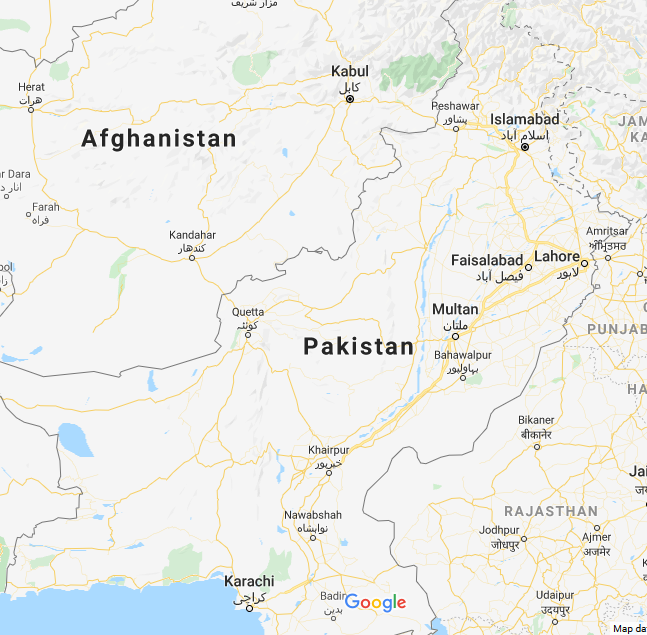 مزار شریف
Kabul
کابل
Herat
هرات
Peshawar
پشاور
Islamabad
اسلام آباد
Afghanistan
Farah
فراه
Kandahar
کندهار
Amritsar
ਅੰਮ੍ਰਿਤਸਰ
Lahore
لاہور
Faisalabad
فیصل آباد
Quetta
کوئٹہ
Multan
ملتان
PUNJAB
Pakistan
Bahawalpur
بہاولپور
Bikaner
बीकानेर
Khairpur
خیرپور
RAJASTHAN
Nawabshah
نوابشاہ
Jodhpur
जोधपुर
Ajmer
अजमेर
Karachi
کراچی
Badin
بدین
Google
Udaipur
उदयपुर